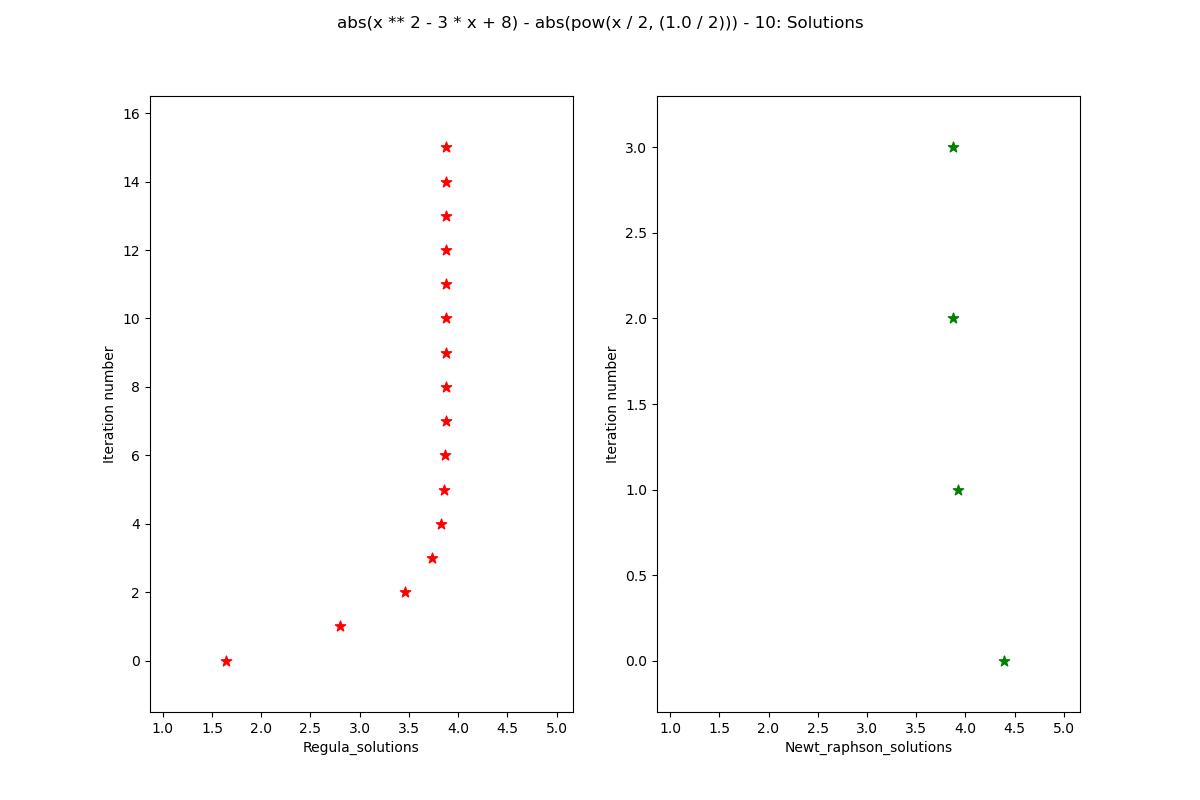 abs(x ** 2 - 3 * x + 8) - abs(pow(x / 2, (1.0 / 2))) - 10: Solutions
16
14
12
10
8
6
4
2
0
Iteration number
1.0 1.5 2.0 2.5 3.0 3.5 4.0 4.5 5.0
Regula_solutions
3.0
2.5
2.0
1.5
1.0
0.5
0.0
Iteration number
1.0 1.5 2.0 2.5 3.0 3.5 4.0 4.5 5.0
Newt_raphson_solutions